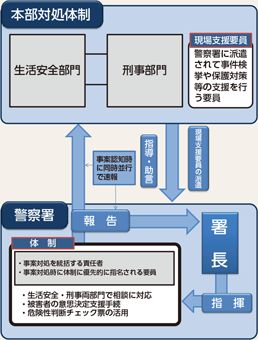 本部対処体制
生活安全部門
刑事部門
現場支援要員
警察署に派遣
されて事件検
挙や保護対策
等の支援を行
う要員
事案認知時
に同時並行
で速報
指導・助言
現場支援要員の派遣
警察署
報告
署長
指揮
体制
・事案対処を統括する責任者
・事案対処時に体制に優先的に指名される要員
・生活安全・刑事両部門で相談に対応
・被害者の意思決定支援手続
・危険性判断チェック票の活用